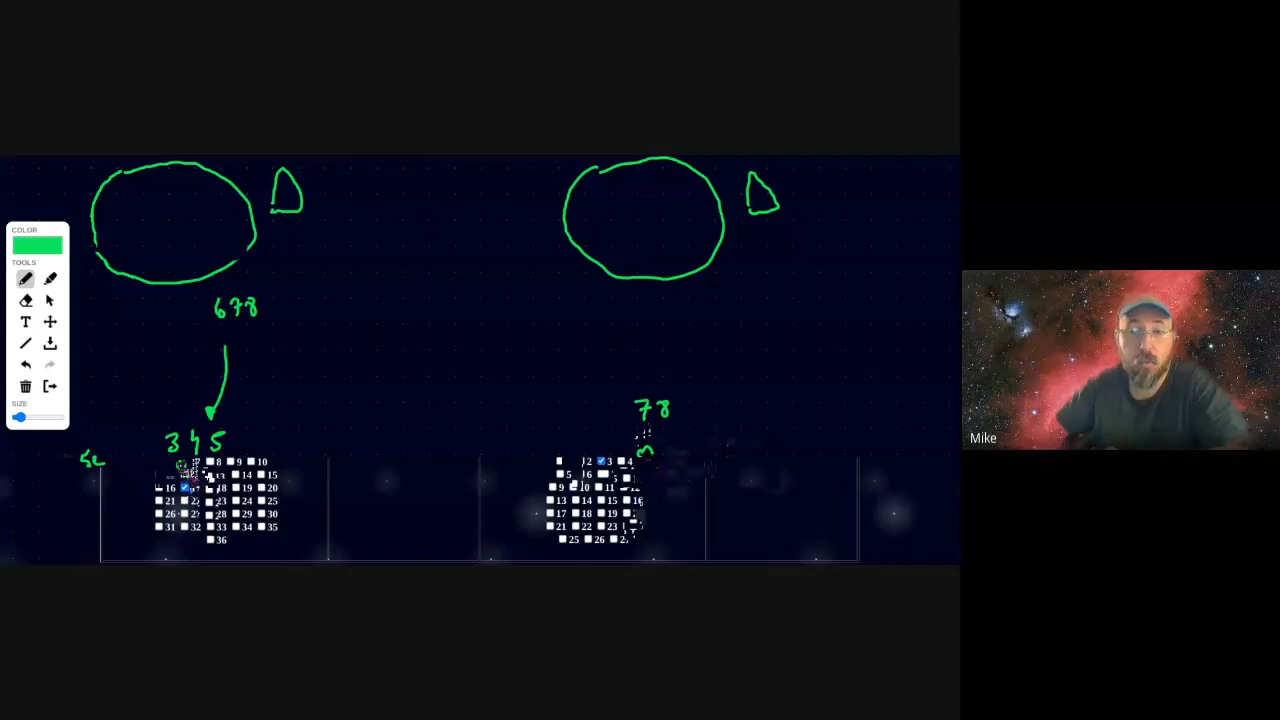 COLOR
TOOLS
T
SIZE
D D
678
345
78
8 9 10
14 15
16
18 19 20
21 23 24 25
26 28 29 30
31 32 33 34 35
36
2 3 4
5 6
9 10 11 12
13 14 15 16
17 18 19
21 22 23
25 26
Mike